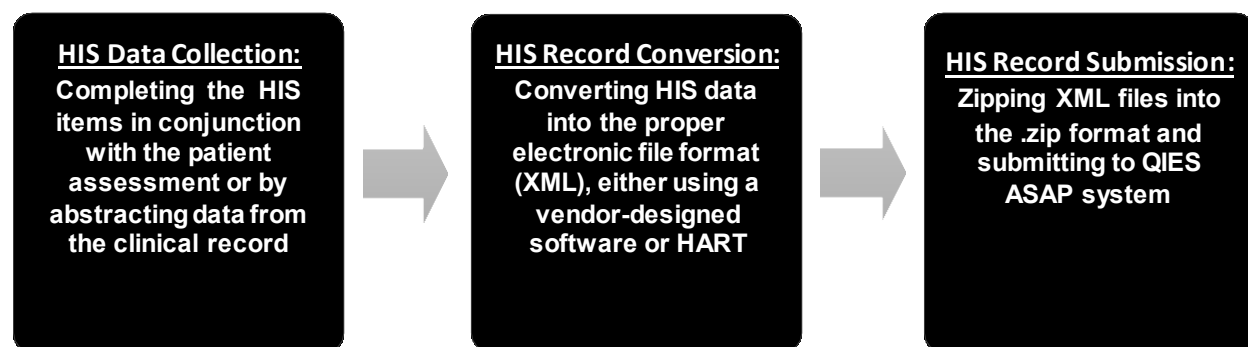 HIS Data Collection:
Completing the HIS
items in conjunction
with the patient
assessment or by
abstracting data from
the clinical record
HIS Record Conversion:
Converting HIS data
into the proper
electronic file format
(XML), either using a
vendor-designed
software or HART
HIS Record Submission:
Zipping XML files into
the .zip format and
submitting to QIES
ASAP system